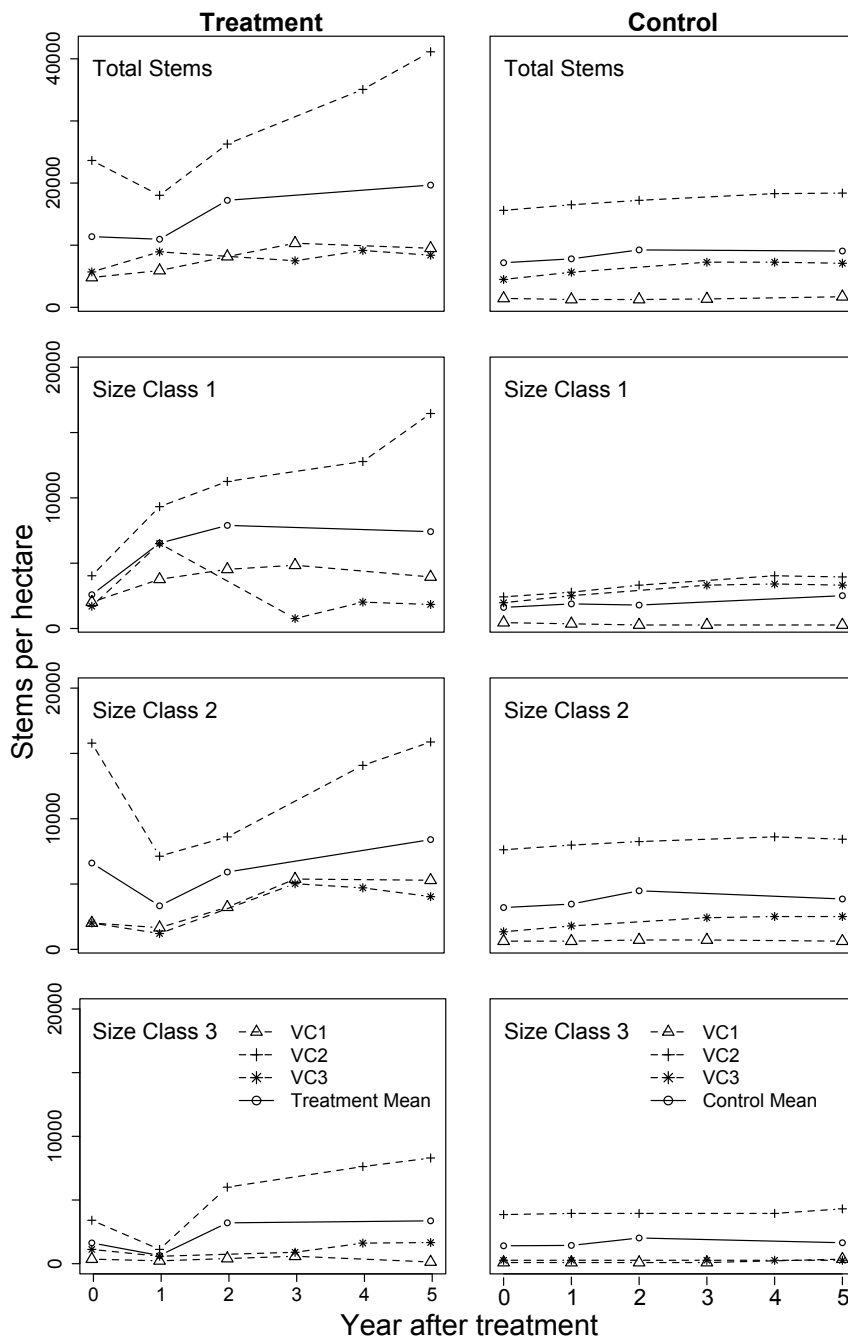 Treatment
Control
Total Stems
Total Stems
0
20000
40000
Size Class 1
Size Class 1
0
10000
20000
Size Class 2
Size Class 2
0
10000
20000
Size Class 3
VC1
VC2
VC3
Treatment Mean
Size Class 3
VC1
VC2
VC3
Control Mean
0
10000
20000
0 1 2 3 4 5
0 1 2 3 4 5
Stems per hectare
Year after treatment